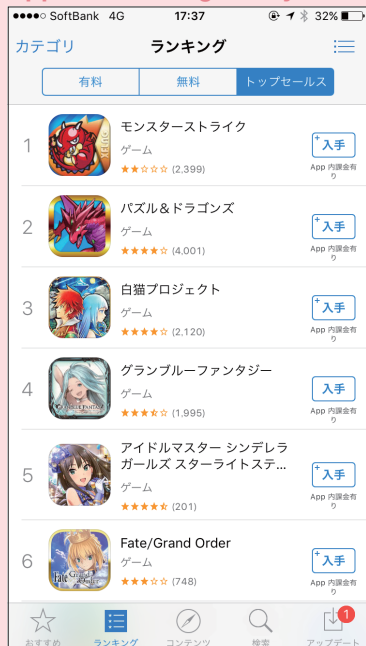 SoftBank 4G 17:37 32%
カテゴリ ランキング
有料 無料 トップセールス
1 モンスターストライク
ゲーム
★★☆☆☆ (2,399)
+入手
App 内課金有
り
2 パズル&ドラゴンズ
ゲーム
★★★★☆ (4,001)
+入手
App 内課金有
り
3 白猫プロジェクト
ゲーム
★★★★☆ (2,120)
+入手
App 内課金有
り
4 グランブルーファンタジー
ゲーム
(1,995)
入手
App 内課金有
り
5 アイドルマスター シンデレラ
ガールズ スターライトステ...
ゲーム
(201)
+入手
App 内課金有
り
6 Fate/Grand Order
ゲーム
★★★☆☆ (748)
+入手
App 内課金有
り
1
おすすめ ランキング コンテンツ 検索 アップデート